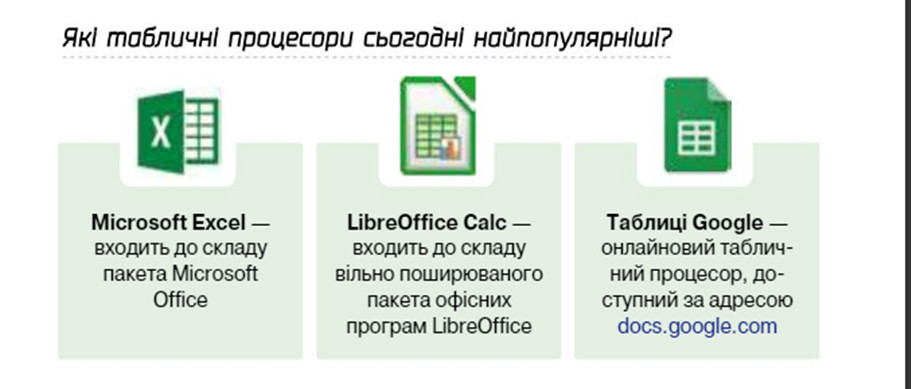 Які табличні процесори сьогодні найпопулярніші?
X
Microsoft Excel —
входить до складу
пакета Microsoft
Office
LibreOffice Calc —
входить до складу
вільно поширюваного
пакета офісних
програм LibreOffice
Таблиці Google —
онлайновий таблич-
ний процесор, до-
ступний за адресою
docs.google.com